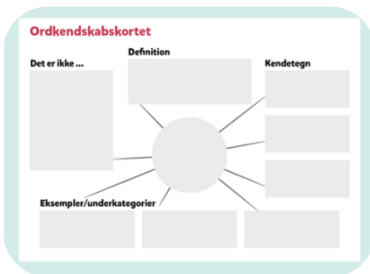 Ordkendskabskortet
Definition
Det er ikke ...
Kendetegn
Eksempler/underkategorier